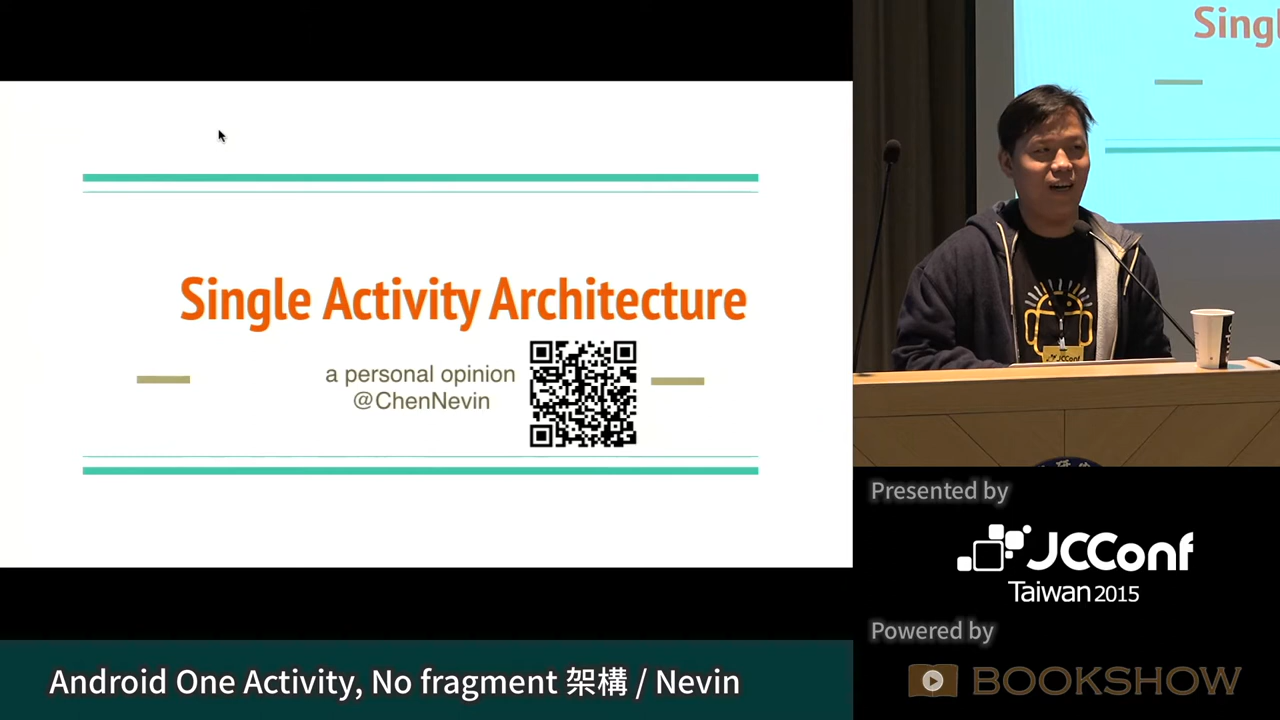 Single Activity Architecture
a personal opinion
@ChenNevin
Singl
JCConf
Presented by
JCConf
Taiwan 2015
Powered by
BOOKSHOW
Android One Activity, No fragment 架構 / Nevin